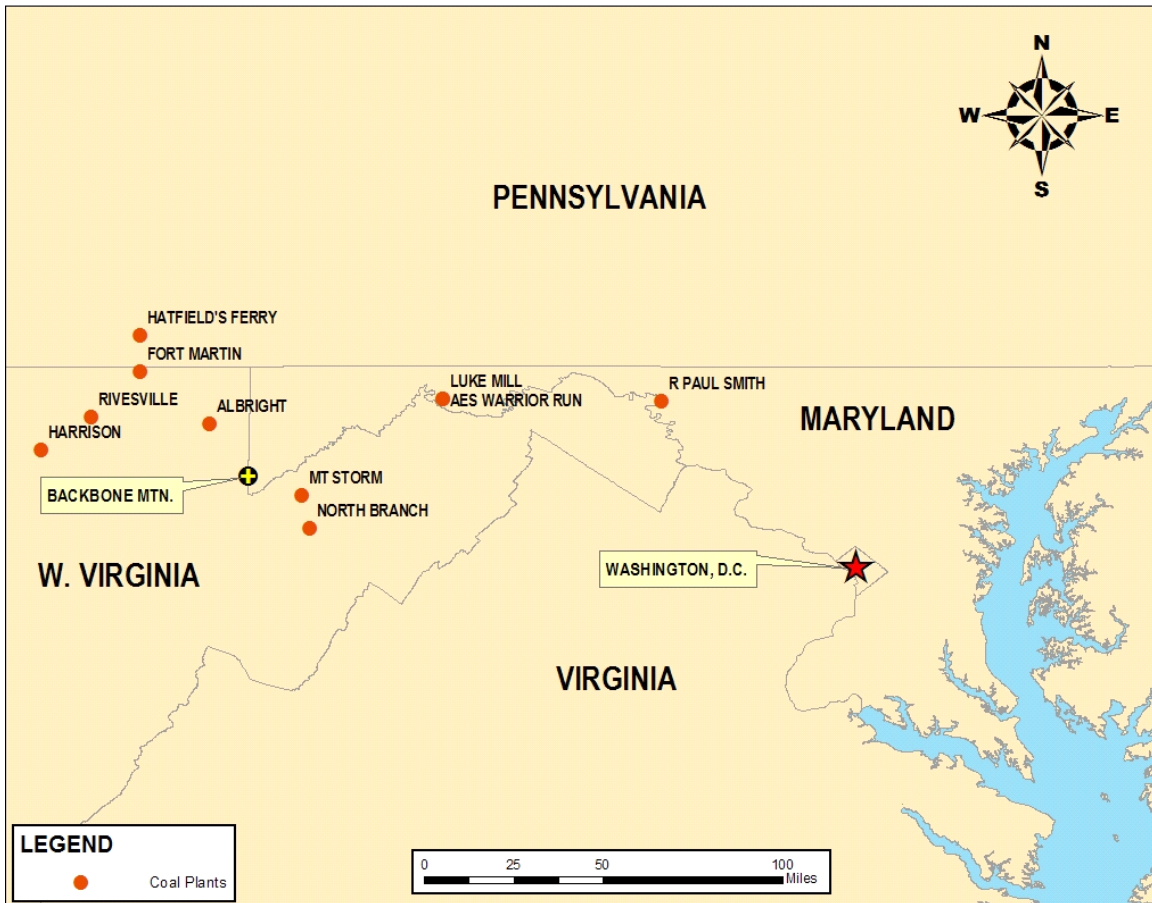 N
W
E
S
PENNSYLVANIA
HATFIELD'S FERRY
FORT MARTIN
RIVESVILLE
HARRISON
ALBRIGHT
LUKE MILL
AES WARRIOR RUN
R PAUL SMITH
MARYLAND
BACKBONE MTN.
MT STORM
NORTH BRANCH
W. VIRGINIA
WASHINGTON, D.C.
VIRGINIA
LEGEND
Coal Plants
0 25 50 100
Miles